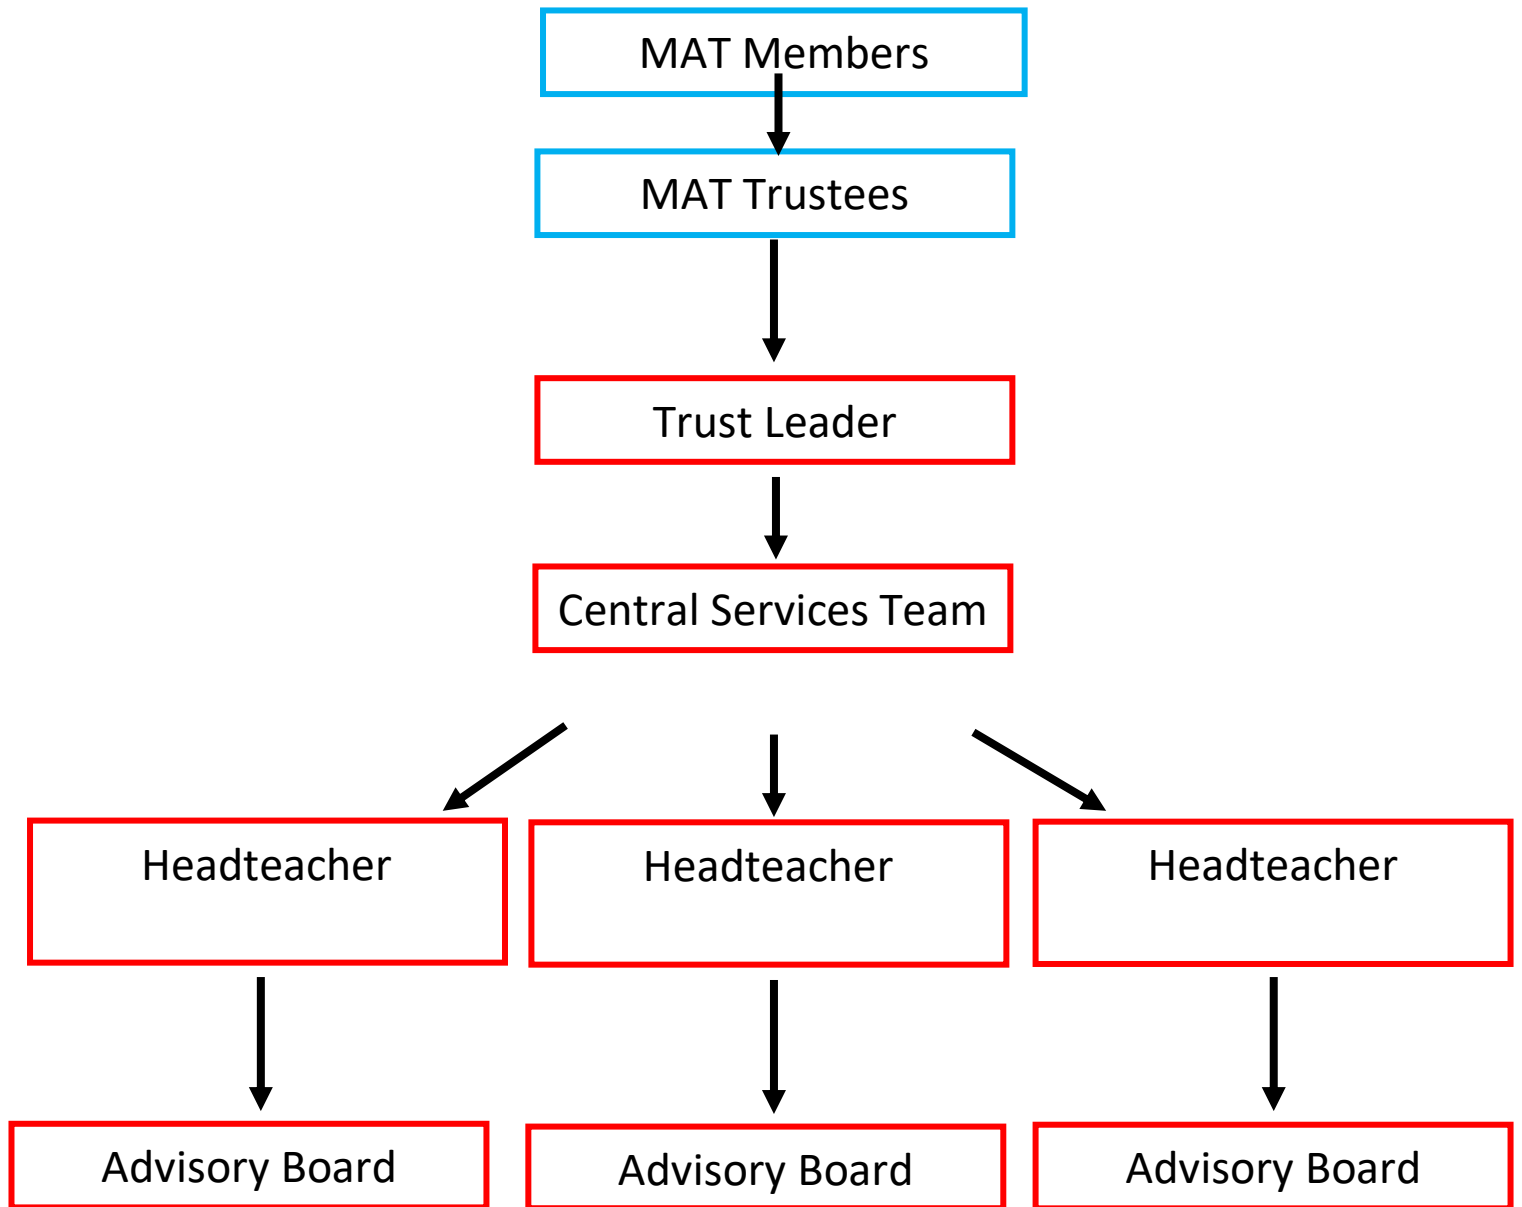 MAT Members
MAT Trustees
Trust Leader
Central Services Team
Headteacher
Headteacher
Headteacher
Advisory Board
Advisory Board
Advisory Board